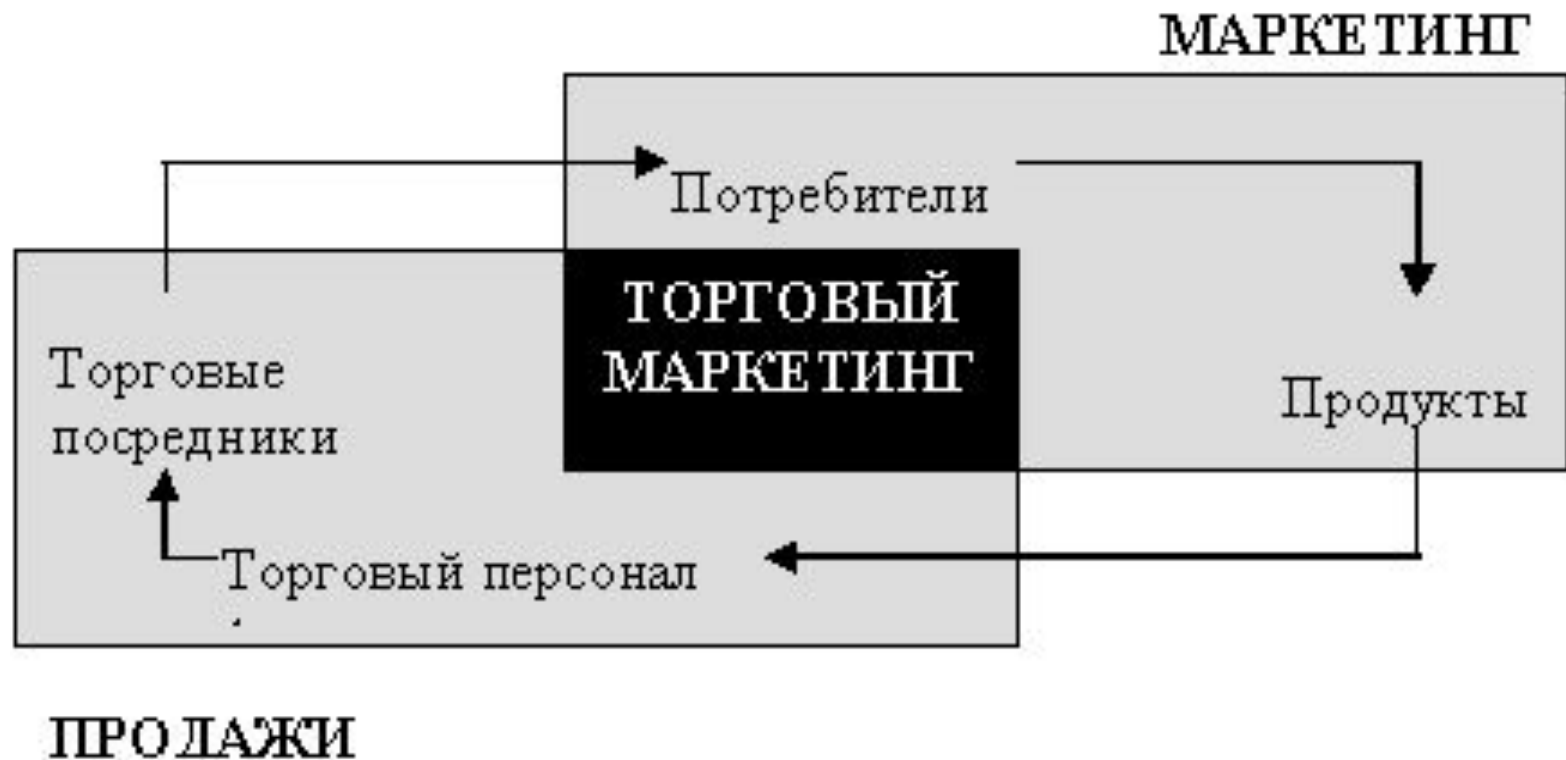 МАРКЕТИНГ
Потребители
ТОРГОВЫЙ
МАРКЕТИНГ
Торговые
посредники
Продукты
Торговый персонал
ПРОДАЖИ